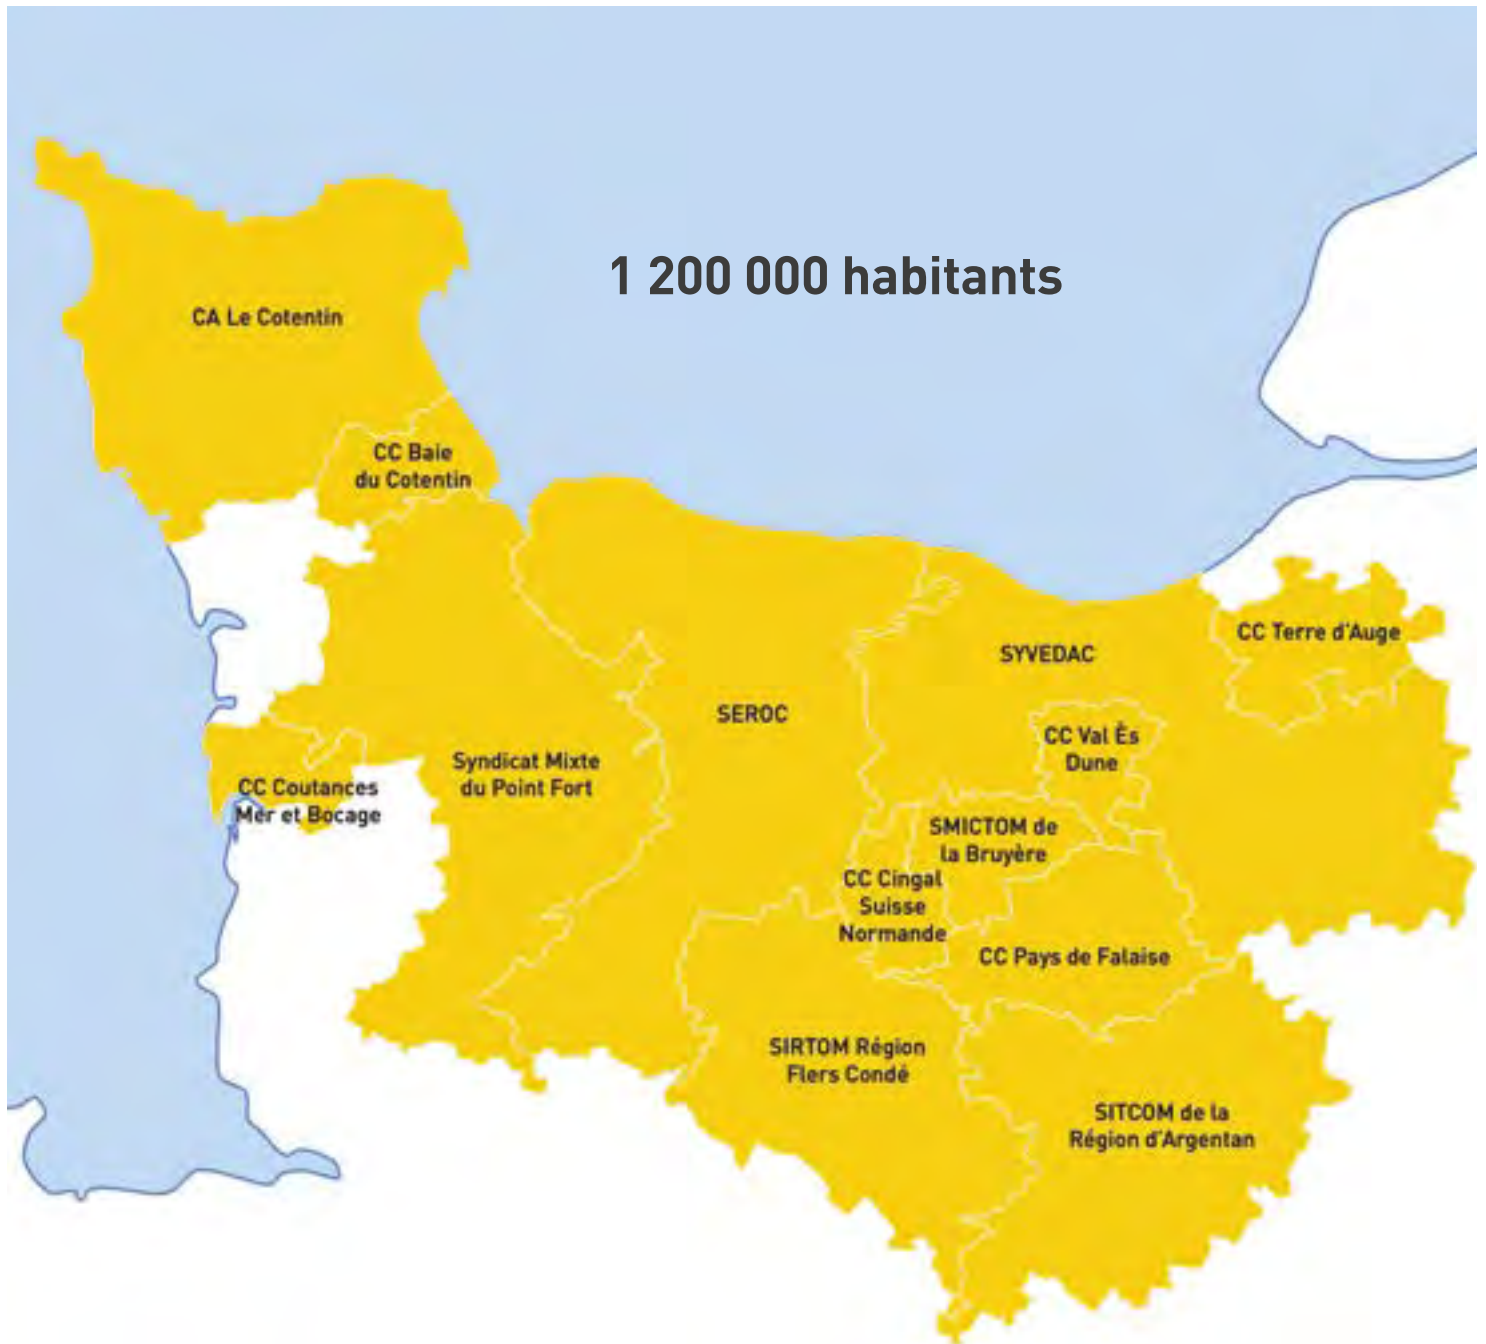 1 200 000 habitants
CA Le Cotentin
CC Baie
du Cotentin
CC Terre d'Auge
SYVEDAC
SEROC
CC Val Ès
Dune
Syndicat Mixte
du Point Fort
CC Coutances
Mer et Bocage
SMICTOM de
la Bruyère
CC Cingal
Suisse
Normande
CC Pays de Falaise
SIRTOM Région
Flers Condé
SITCOM de la
Région d'Argentan